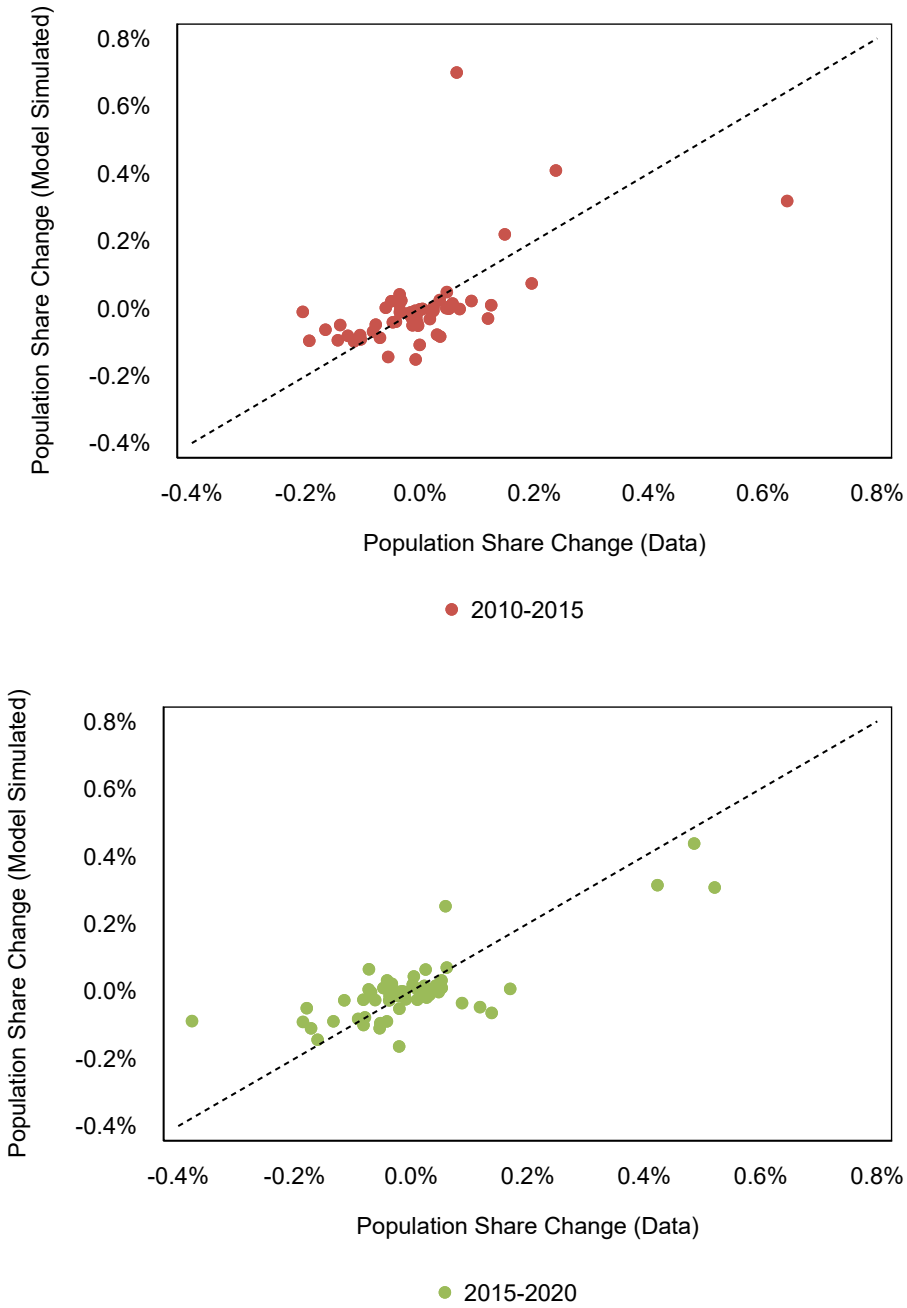 Population Share Change (Model Simulated)
0.8%
0.6%
0.4%
0.2%
0.0%
-0.2%
-0.4%
-0.4% -0.2% 0.0% 0.2% 0.4% 0.6% 0.8%
Population Share Change (Data)
2010-2015
Population Share Change (Model Simulated)
0.8%
0.6%
0.4%
0.2%
0.0%
-0.2%
-0.4%
-0.4% -0.2% 0.0% 0.2% 0.4% 0.6% 0.8%
Population Share Change (Data)
2015-2020